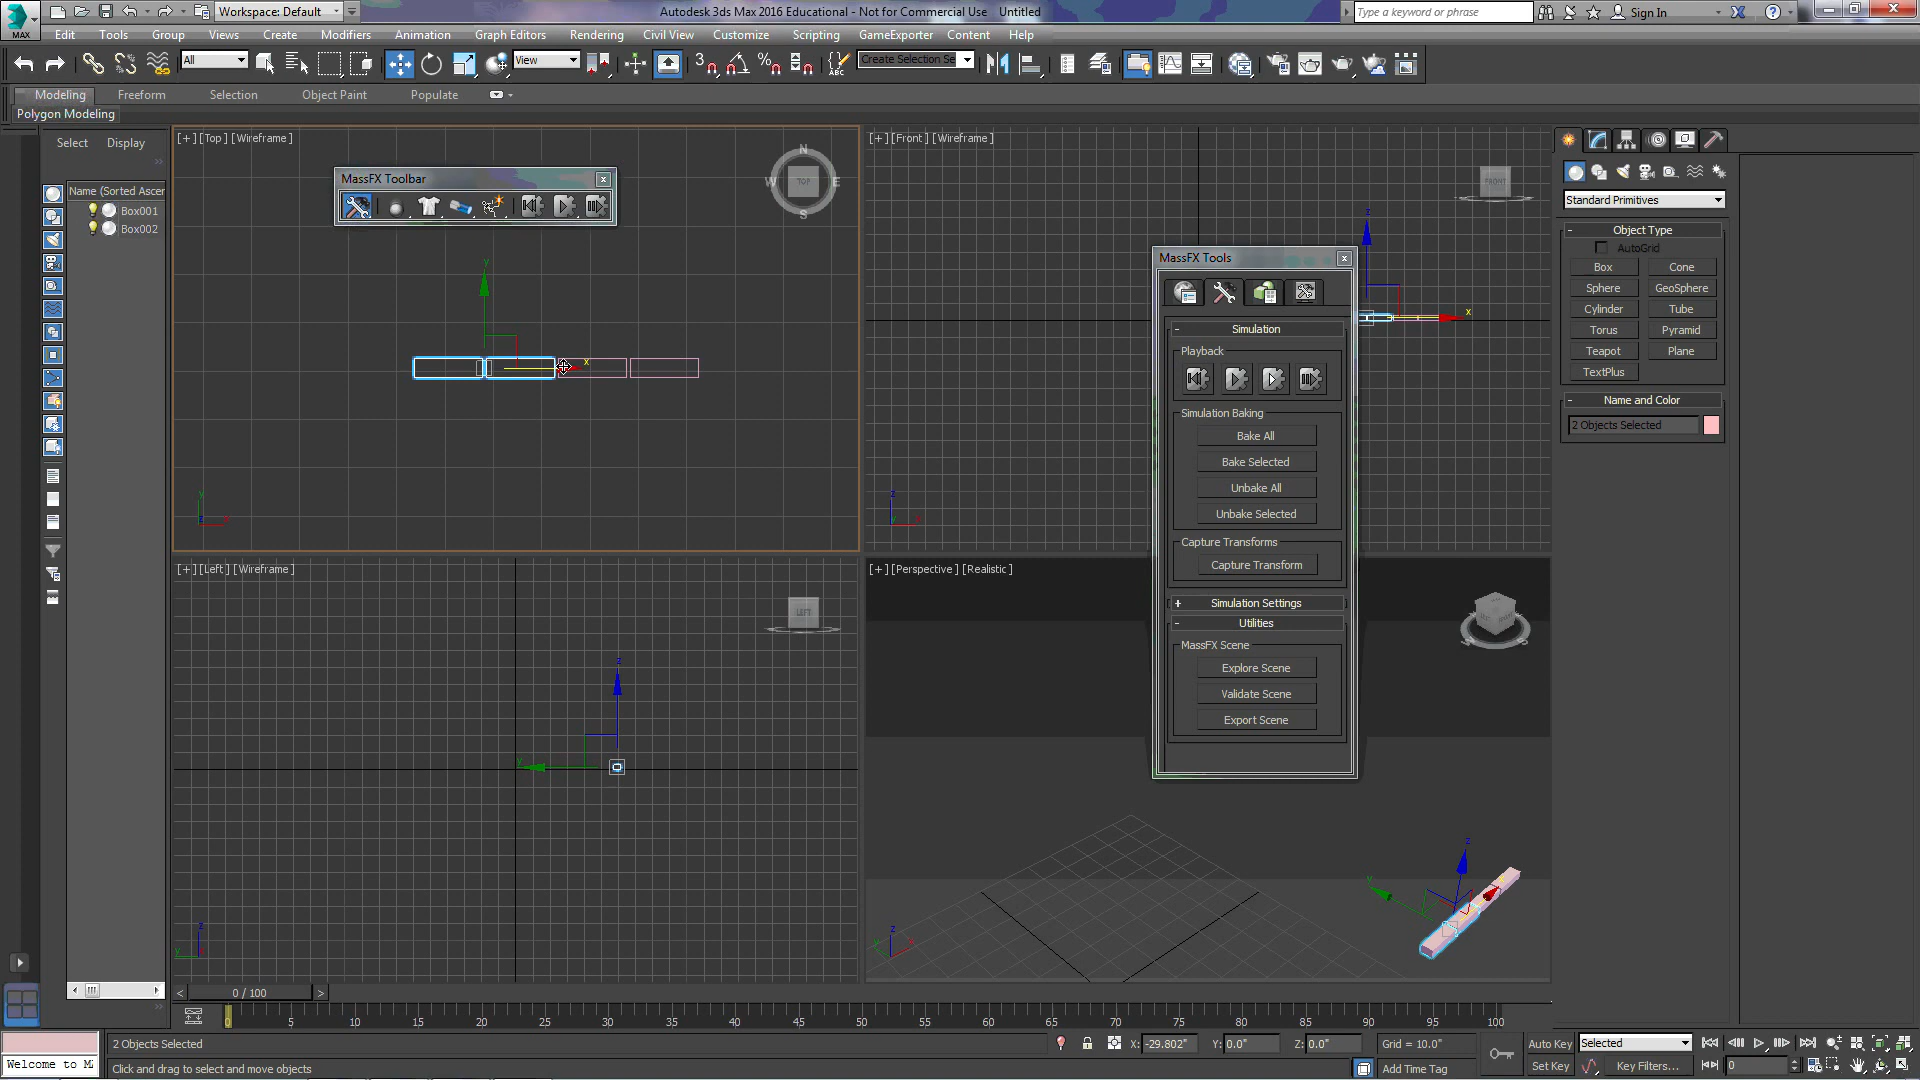 MAX
Workspace: Default
Autodesk 3ds Max 2016 Educational - Not for Commercial Use   Untitled
Type a keyword or phrase
Sign In
Edit Tools Group Views Create Modifiers Animation Graph Editors Rendering Civil View Customize Scripting GameExporter Content Help
All
View
Create Selection Se
Modeling Freeform Selection Object Paint Populate
Polygon Modeling
Select Display
Name (Sorted Ascen
Box001
Box002
[+] [Top] [Wireframe]
MassFX Toolbar
N
W TOP E
S
y
x
[+] [Front] [Wireframe]
FRONT
z
x
MassFX Tools
Simulation
Playback
Simulation Baking
Bake All
Bake Selected
Unbake All
Unbake Selected
Capture Transforms
Capture Transform
Simulation Settings
Utilities
MassFX Scene
Explore Scene
Validate Scene
Export Scene
Standard Primitives
Object Type
AutoGrid
Box Cone
Sphere GeoSphere
Cylinder Tube
Torus Pyramid
Teapot Plane
TextPlus
Name and Color
2 Objects Selected
[+] [Left] [Wireframe]
LEFT
z
y
[+] [Perspective] [Realistic]
0 / 100
0 5 10 15 20 25 30 35 40 45 50 55 60 65 70 75 80 85 90 95 100
2 Objects Selected
X: -29.802" Y: 0.0" Z: 0.0" Grid = 10.0"
Auto Key Selected
Welcome to M
Click and drag to select and move objects
Add Time Tag
Set Key Key Filters...
0